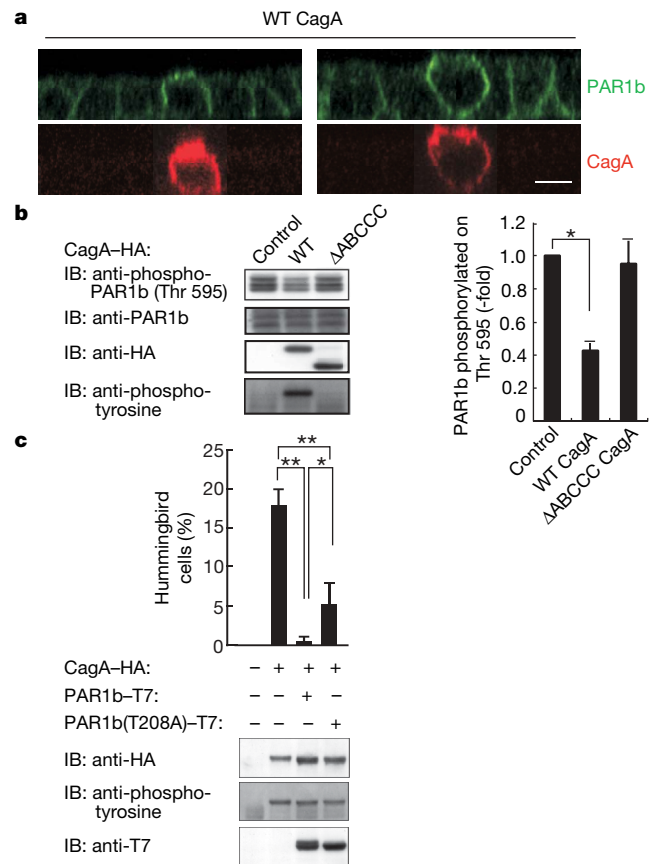 a
WT CagA
PAR1b
CagA
b
CagA–HA:
Control
WT
ΔABCCC
IB: anti-phospho-
PAR1b (Thr 595)
IB: anti-PAR1b
IB: anti-HA
IB: anti-phospho-
tyrosine
PAR1b phosphorylated on
Thr 595 (-fold)
1.2
1.0
0.8
0.6
0.4
0.2
0
*
Control
WT CagA
ΔABCCC CagA
c
Hummingbird
cells (%)
25
20
15
10
5
0
**
** *
CagA–HA: – + + +
PAR1b–T7: – – + –
PAR1b(T208A)–T7: – – – +
IB: anti-HA
IB: anti-phospho-
tyrosine
IB: anti-T7